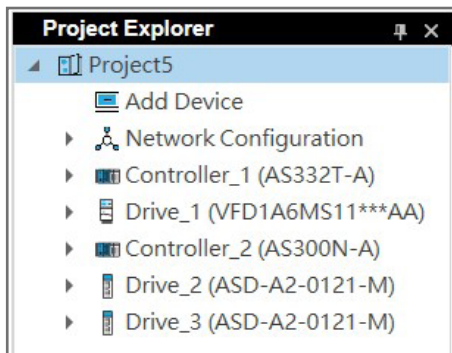 Project Explorer
Project5
Add Device
Network Configuration
Controller_1 (AS332T-A)
Drive_1 (VFD1A6MS11***AA)
Controller_2 (AS300N-A)
Drive_2 (ASD-A2-0121-M)
Drive_3 (ASD-A2-0121-M)